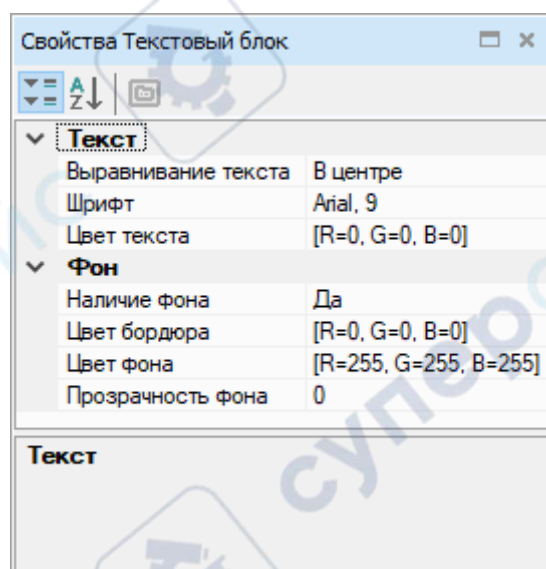 Свойства Текстовый блок
Текст
Выравнивание текста В центре
Шрифт Arial, 9
Цвет текста [R=0, G=0, B=0]
Фон
Наличие фона Да
Цвет бордюра [R=0, G=0, B=0]
Цвет фона [R=255, G=255, B=255]
Прозрачность фона 0
Текст